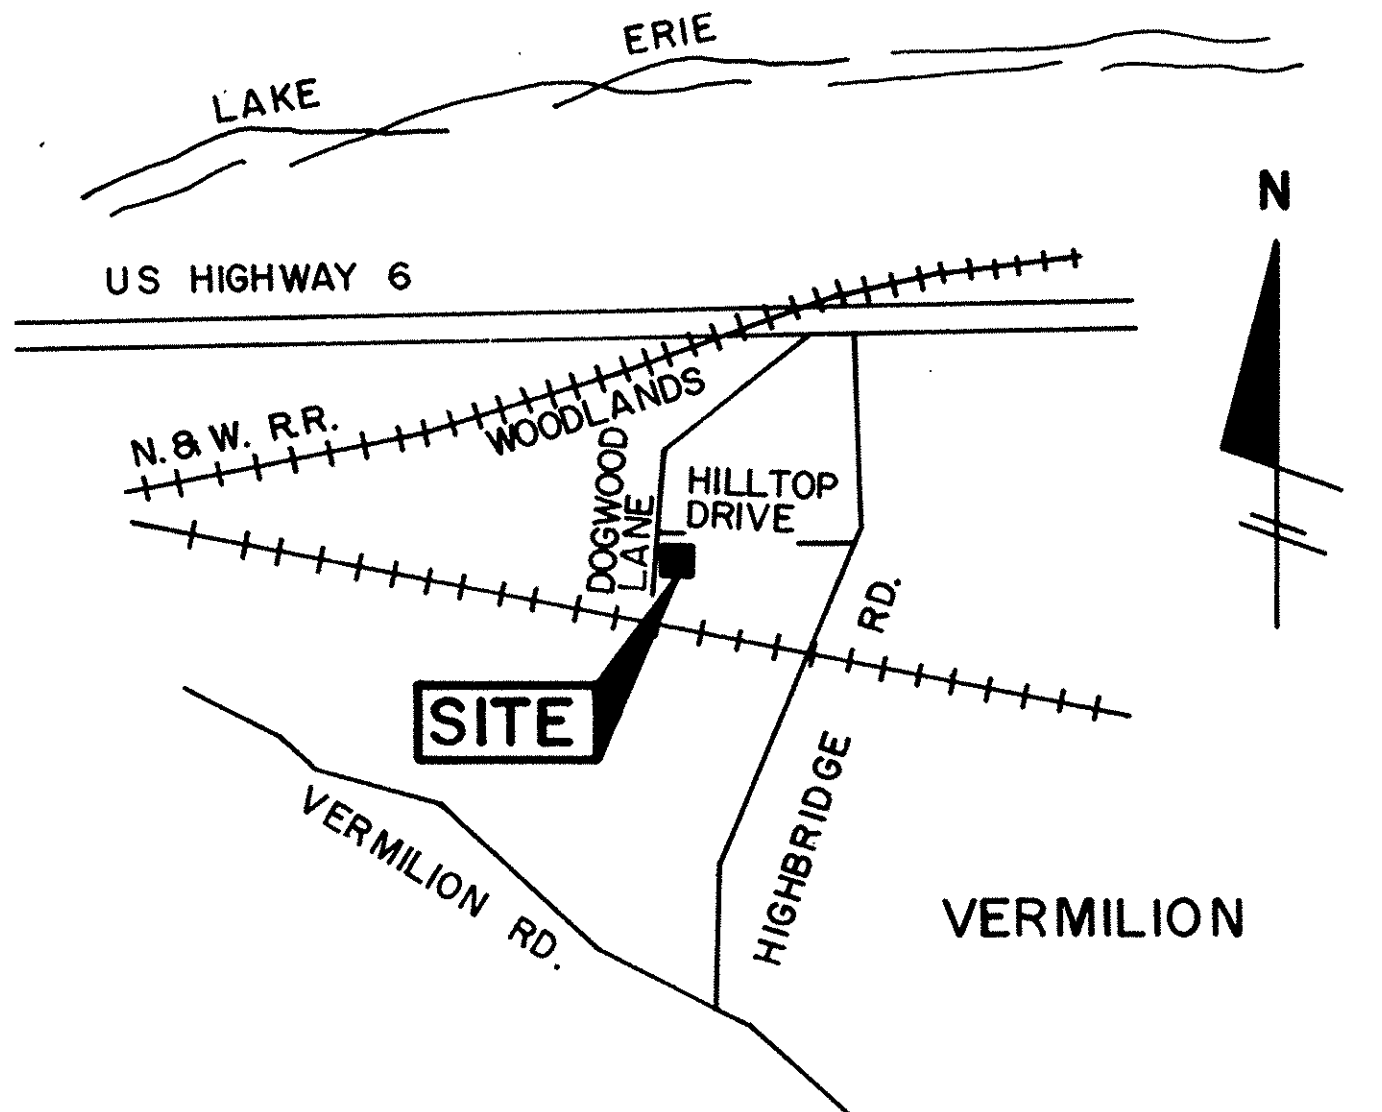 LAKE ERIE
N
US HIGHWAY 6
N. & W. R.R.
WOODLANDS
DOGWOOD
LANE
HILLTOP
DRIVE
RD.
HIGHBRIDGE
SITE
VERMILION RD.
VERMILION